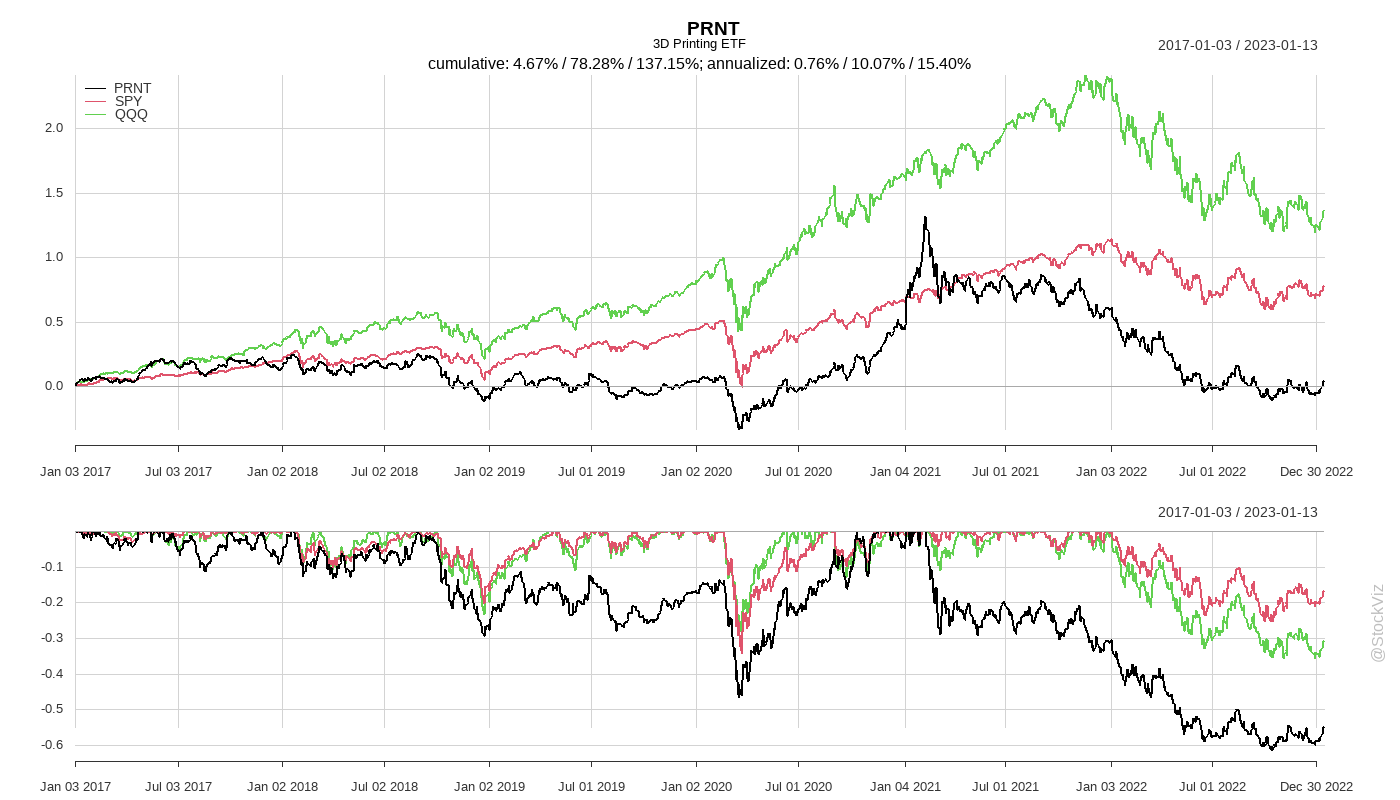 PRNT
3D Printing ETF
2017-01-03 / 2023-01-13
cumulative: 4.67% / 78.28% / 137.15%; annualized: 0.76% / 10.07% / 15.40%
PRNT
SPY
QQQ
2.0
1.5
1.0
0.5
0.0
Jan 03 2017 Jul 03 2017 Jan 02 2018 Jul 02 2018 Jan 02 2019 Jul 01 2019 Jan 02 2020 Jul 01 2020 Jan 04 2021 Jul 01 2021 Jan 03 2022 Jul 01 2022 Dec 30 2022
2017-01-03 / 2023-01-13
-0.1
-0.2
-0.3
-0.4
-0.5
-0.6
Jan 03 2017 Jul 03 2017 Jan 02 2018 Jul 02 2018 Jan 02 2019 Jul 01 2019 Jan 02 2020 Jul 01 2020 Jan 04 2021 Jul 01 2021 Jan 03 2022 Jul 01 2022 Dec 30 2022
@StockViz